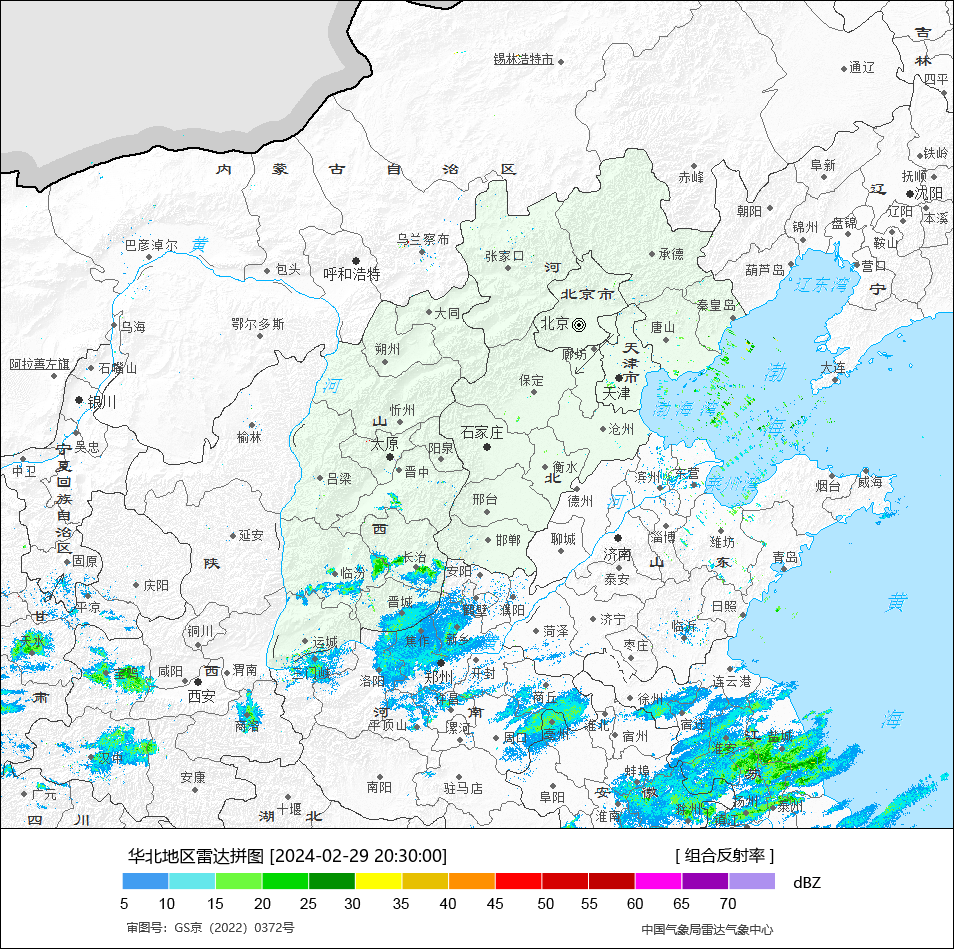 吉
锡林浩特市
林
通辽
四平
铁岭
内 蒙 古 自 治 区
阜新
抚顺
赤峰
辽
沈阳
朝阳
辽阳
本溪
锦州
盘锦
鞍山
巴彦淖尔
黄
乌兰察布
张家口
承德
河
包头
呼和浩特
葫芦岛
营口
辽东湾
宁
北京市
秦皇岛
大同
乌海
鄂尔多斯
北京
唐山
朔州
廊坊
天
津
市
阿拉善左旗
石嘴山
渤
大连
河
保定
天津
银川
渤海湾
忻州
山
海
沧州
榆林
太原
石家庄
吴忠
宁
夏
回
族
自
治
区
阳泉
中卫
晋中
衡水
吕梁
北
滨州
东营
莱州湾
烟台
威海
德州
邢台
河
西
延安
淄博
邯郸
聊城
济南
潍坊
固原
陕
长治
山
东
青岛
临汾
安阳
泰安
庆阳
平凉
晋城
鹤壁
濮阳
日照
黄
甘
济宁
临沂
铜川
菏泽
天水
运城
焦作
新乡
枣庄
宝鸡
咸阳
西
渭南
三门峡
洛阳
郑州
开封
连云港
肃
西安
许昌
商丘
徐州
河
南
海
商洛
平顶山
漯河
周口
亳州
淮北
宿州
宿迁
江
盐城
淮安
汉中
苏
安康
蚌埠
南阳
驻马店
阜阳
安
徽
广元
扬州
泰州
滁州
十堰
淮南
镇江
四 川
湖 北
华北地区雷达拼图 [2024-02-29 20:30:00]
[ 组合反射率 ]
dBZ
5 10 15 20 25 30 35 40 45 50 55 60 65 70
审图号：GS京（2022）0372号
中国气象局雷达气象中心